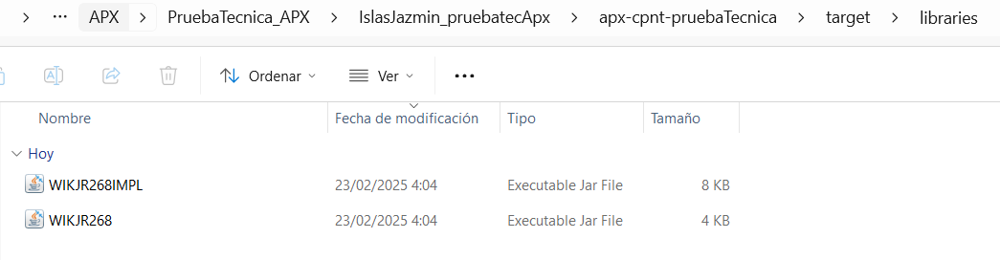 APX PruebaTecnica_APX IslasJazmin_pruebatecApx apx-cpnt-pruebaTecnica target libraries
Ordenar Ver
Nombre Fecha de modificación Tipo Tamaño
Hoy
WIKJR268IMPL 23/02/2025 4:04 Executable Jar File 8 KB
WIKJR268 23/02/2025 4:04 Executable Jar File 4 KB